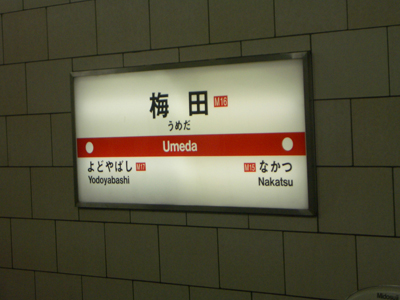 梅田 M16
うめだ
Umeda
よどやばし M17 M15 なかつ
Yodoyabashi Nakatsu